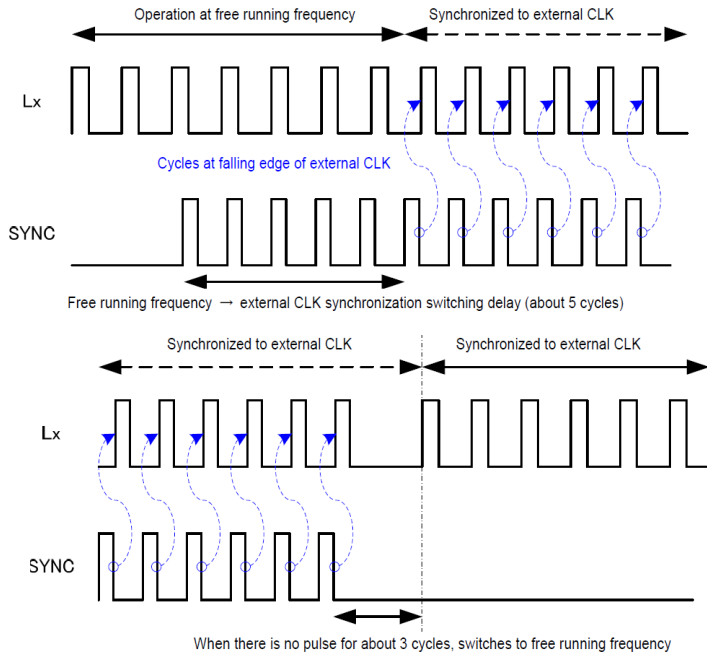 Operation at free running frequency
Synchronized to external CLK
Lx
Cycles at falling edge of external CLK
SYNC
Free running frequency → external CLK synchronization switching delay (about 5 cycles)
Synchronized to external CLK
Synchronized to external CLK
Lx
SYNC
When there is no pulse for about 3 cycles, switches to free running frequency